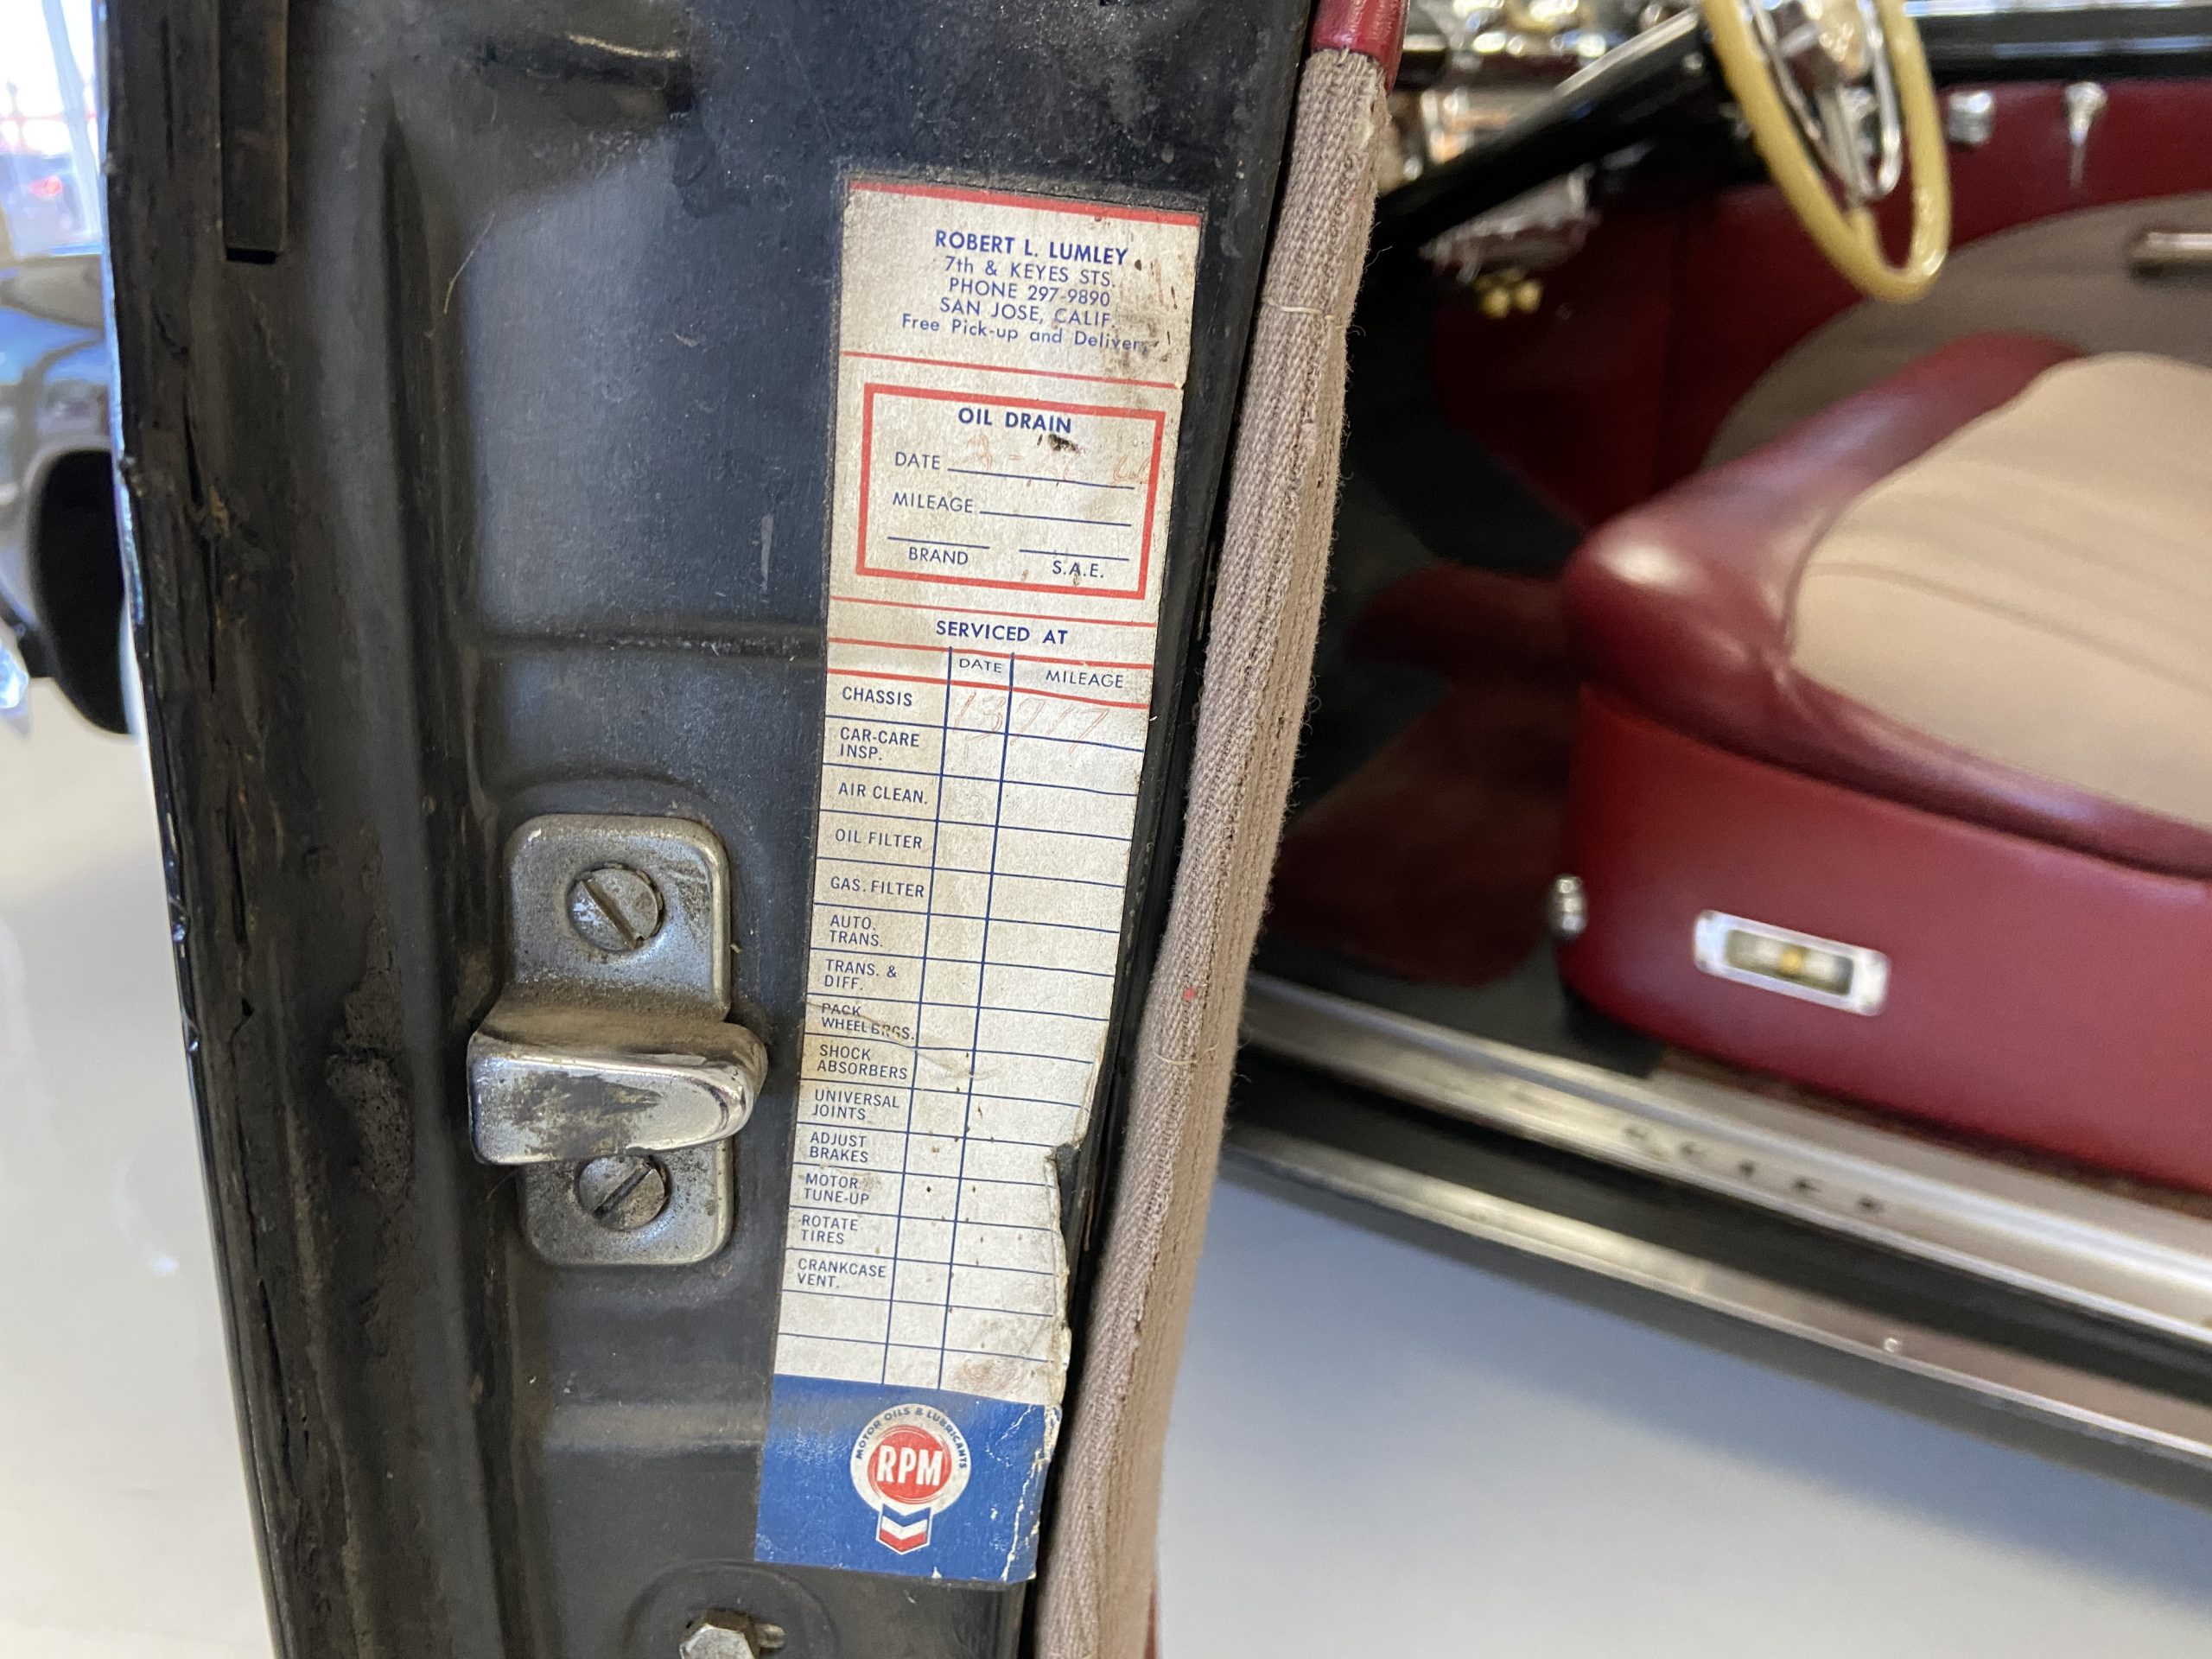 ROBERT L. LUMLEY
7th & KEYES STS.
PHONE 297-9890
SAN JOSE, CALIF.
Free Pick-up and Delivery
OIL DRAIN
DATE
MILEAGE
BRAND S.A.E.
SERVICED AT
DATE MILEAGE
CHASSIS 13717
CAR-CARE
INSP.
AIR CLEAN.
OIL FILTER
GAS. FILTER
AUTO.
TRANS.
TRANS. &
DIFF.
PACK
WHEEL BRGS.
SHOCK
ABSORBERS
UNIVERSAL
JOINTS
ADJUST
BRAKES
MOTOR
TUNE-UP
ROTATE
TIRES
CRANKCASE
VENT.
MOTOR OILS & LUBRICANTS
RPM